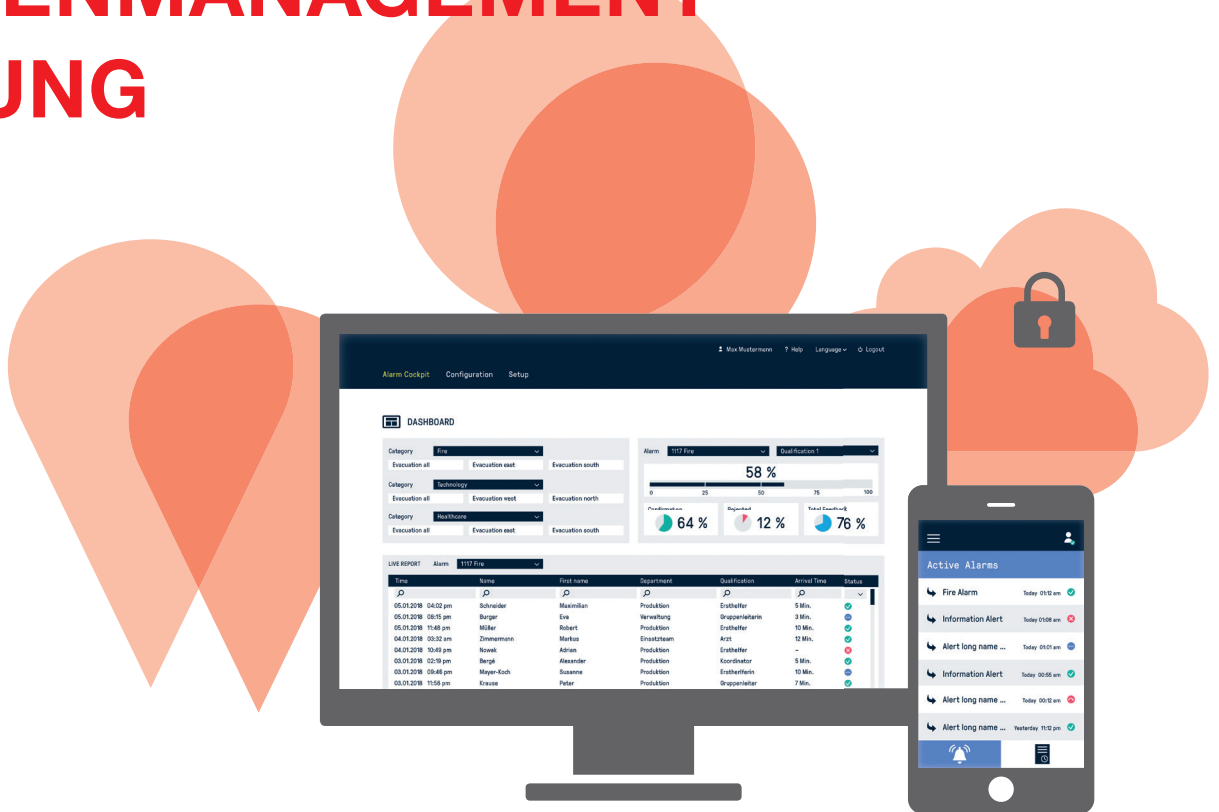 ENMANAGEMENT
UNG
Max Mustermann ? Help Language Logout
Alarm Cockpit Configuration Setup
DASHBOARD
Category Fire
Evacuation all Evacuation east Evacuation south
Category Technology
Evacuation all Evacuation west Evacuation north
Category Healthcare
Evacuation all Evacuation east Evacuation south
Alarm 1117 Fire Qualification 1
58 %
0 25 50 75 100
Confirmation Rejected Total Feedback
64 % 12 % 76 %
LIVE REPORT Alarm 1117 Fire
Time Name First name Department Qualification Arrival Time Status
05.01.2018 04:02 pm Schneider Maximilian Produktion Ersthelfer 5 Min.
05.01.2018 08:15 pm Burger Eva Verwaltung Gruppenleiterin 3 Min.
05.01.2018 11:46 pm Müller Robert Produktion Ersthelfer 10 Min.
04.01.2018 03:32 am Zimmermann Markus Einsatzteam Arzt 12 Min.
04.01.2018 10:49 pm Nowak Adrian Produktion Ersthelfer –
03.01.2018 02:19 pm Bergé Alexander Produktion Koordinator 5 Min.
03.01.2018 09:46 pm Mayer-Koch Susanne Produktion Erstherlferin 10 Min.
03.01.2018 11:58 pm Krause Peter Produktion Gruppenleiter 7 Min.
Active Alarms
Fire Alarm Today 01:12 am
Information Alert Today 01:08 am
Alert long name ... Today 01:01 am
Information Alert Today 00:55 am
Alert long name ... Today 00:12 am
Alert long name ... Yesterday 11:12 pm